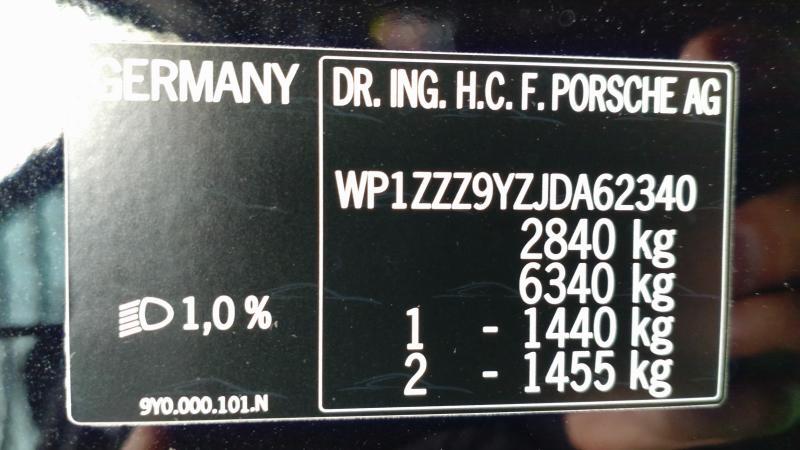 GERMANY
DR. ING. H.C. F. PORSCHE AG
WP1ZZZ9YZJDA62340
2840 kg
6340 kg
1 - 1440 kg
2 - 1455 kg
1,0 %
9Y0.000.101.N